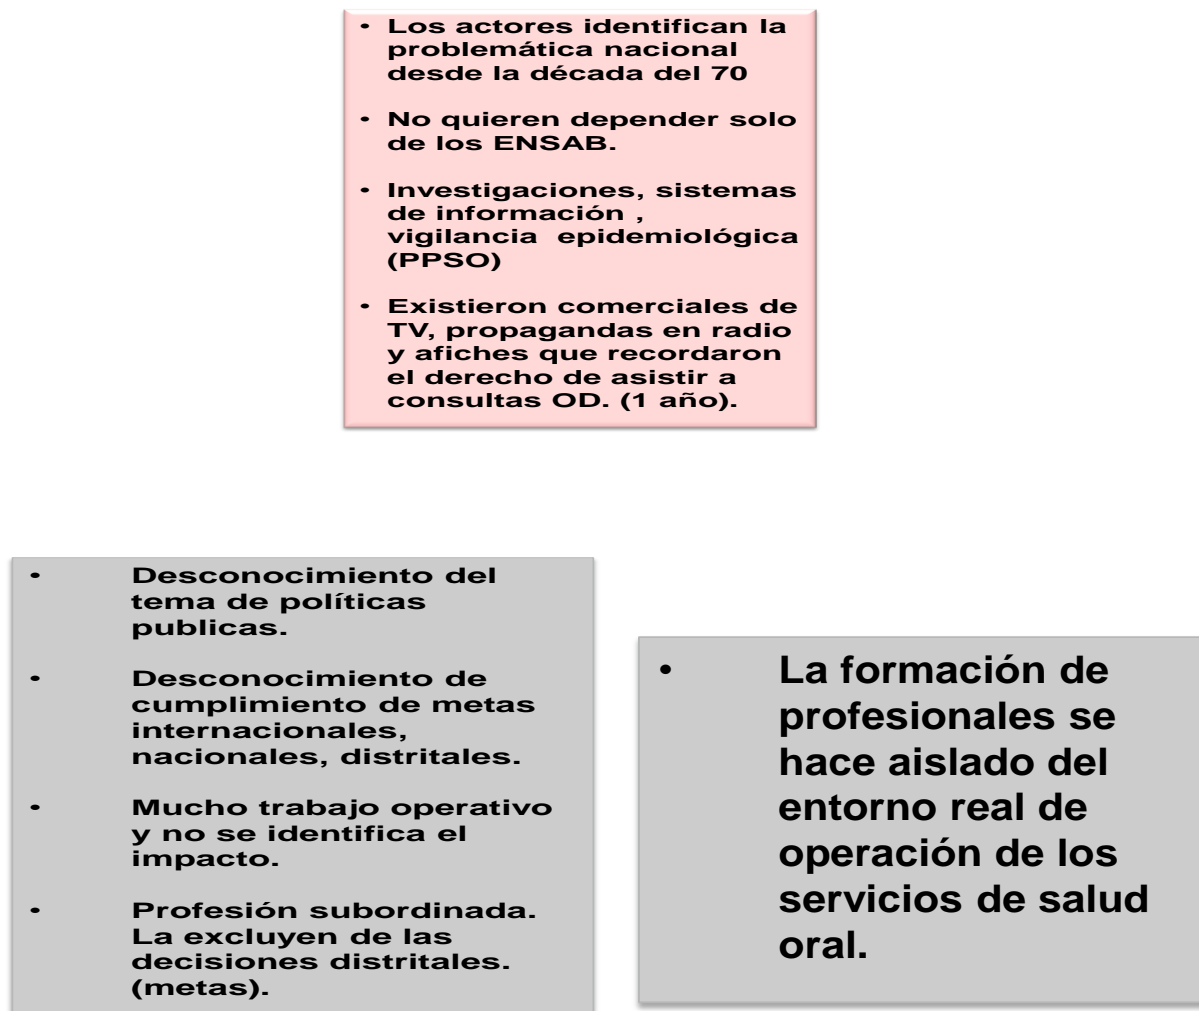 • Los actores identifican la
problemática nacional
desde la década del 70
• No quieren depender solo
de los ENSAB.
• Investigaciones, sistemas
de información ,
vigilancia epidemiológica
(PPSO)
• Existieron comerciales de
TV, propagandas en radio
y afiches que recordaron
el derecho de asistir a
consultas OD. (1 año).
• Desconocimiento del
tema de políticas
publicas.
• Desconocimiento de
cumplimiento de metas
internacionales,
nacionales, distritales.
• Mucho trabajo operativo
y no se identifica el
impacto.
• Profesión subordinada.
La excluyen de las
decisiones distritales.
(metas).
• La formación de
profesionales se
hace aislado del
entorno real de
operación de los
servicios de salud
oral.